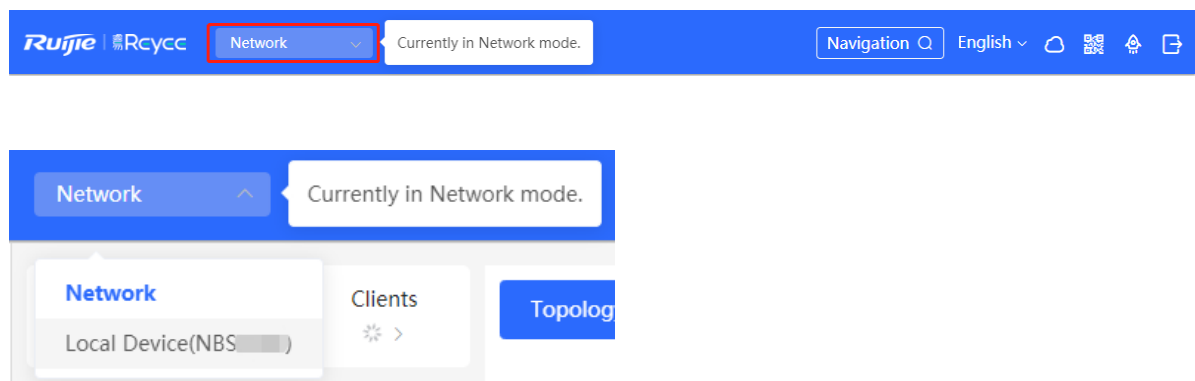 Ruijie Reyee Network Currently in Network mode. Navigation English
Network Currently in Network mode.
Network
Clients
Topolog
Local Device(NBS )